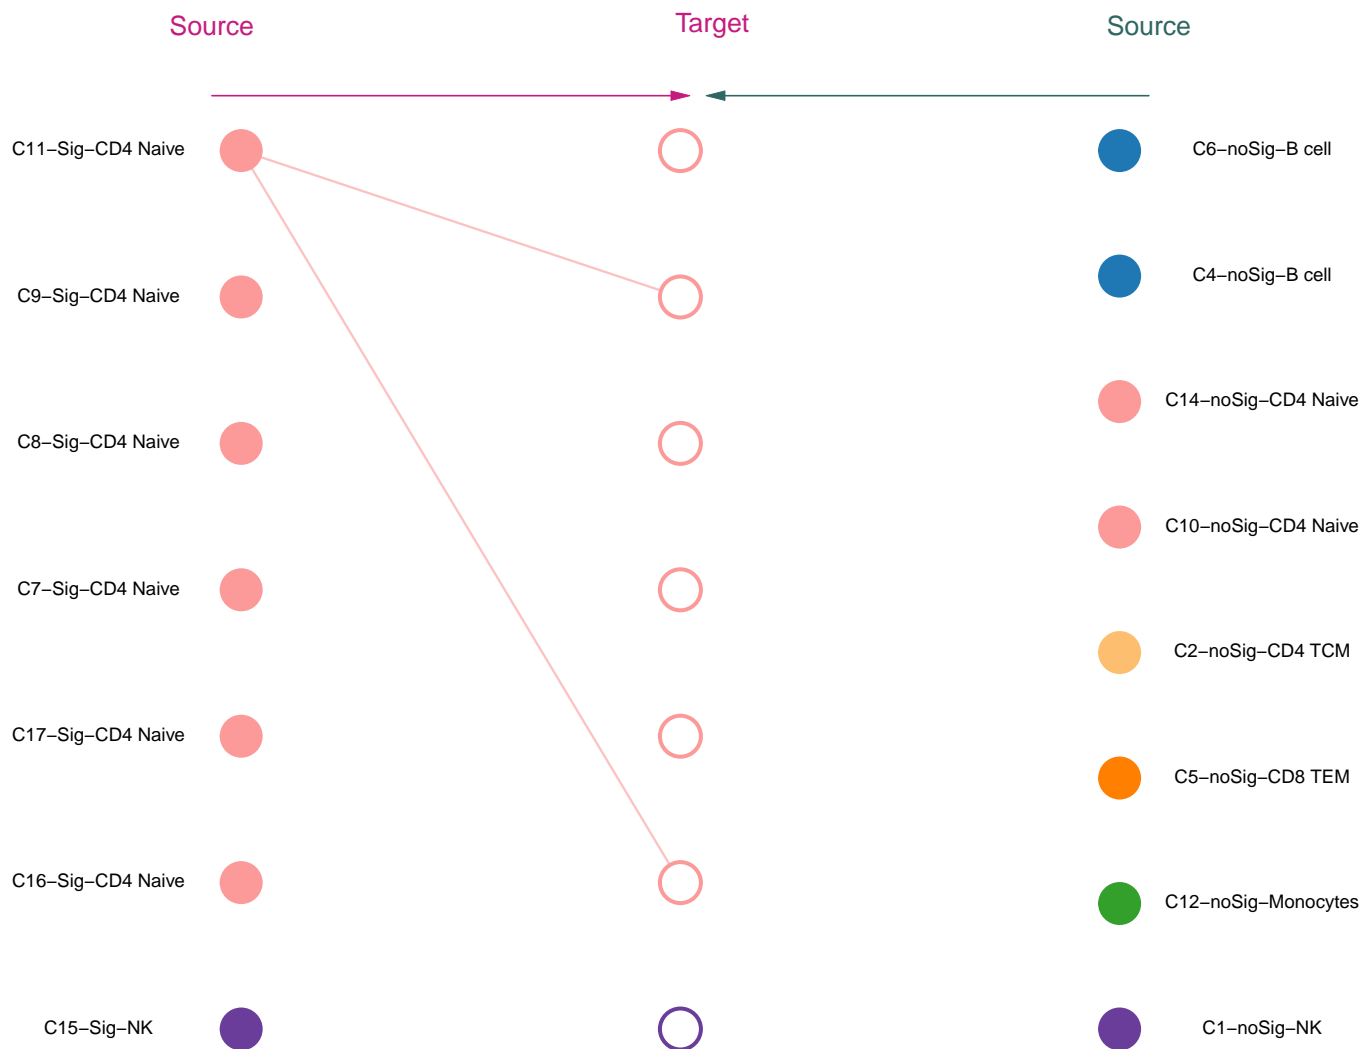 Source
Target
Source
C11−Sig−CD4 Naive
C6−noSig−B cell
C4−noSig−B cell
C9−Sig−CD4 Naive
C14−noSig−CD4 Naive
C8−Sig−CD4 Naive
C10−noSig−CD4 Naive
C7−Sig−CD4 Naive
C2−noSig−CD4 TCM
C17−Sig−CD4 Naive
C5−noSig−CD8 TEM
C16−Sig−CD4 Naive
C12−noSig−Monocytes
C15−Sig−NK
C1−noSig−NK